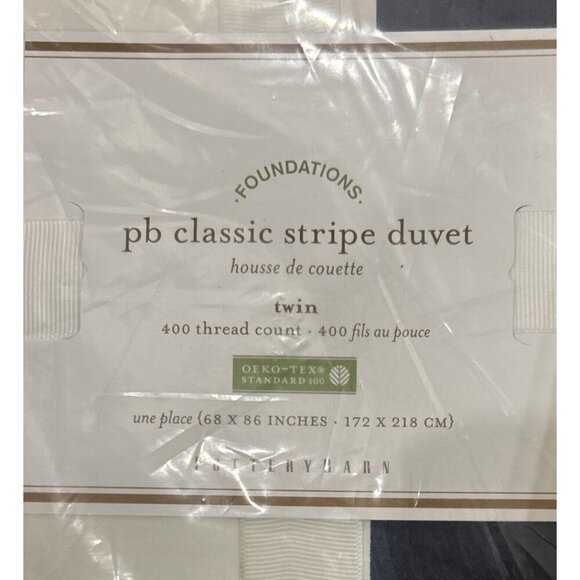 ·FOUNDATIONS·
pb classic stripe duvet
housse de couette
twin
400 thread count · 400 fils au pouce
OEKO-TEX®
STANDARD 100
une place {68 X 86 INCHES · 172 X 218 CM}
POTTERYBARN